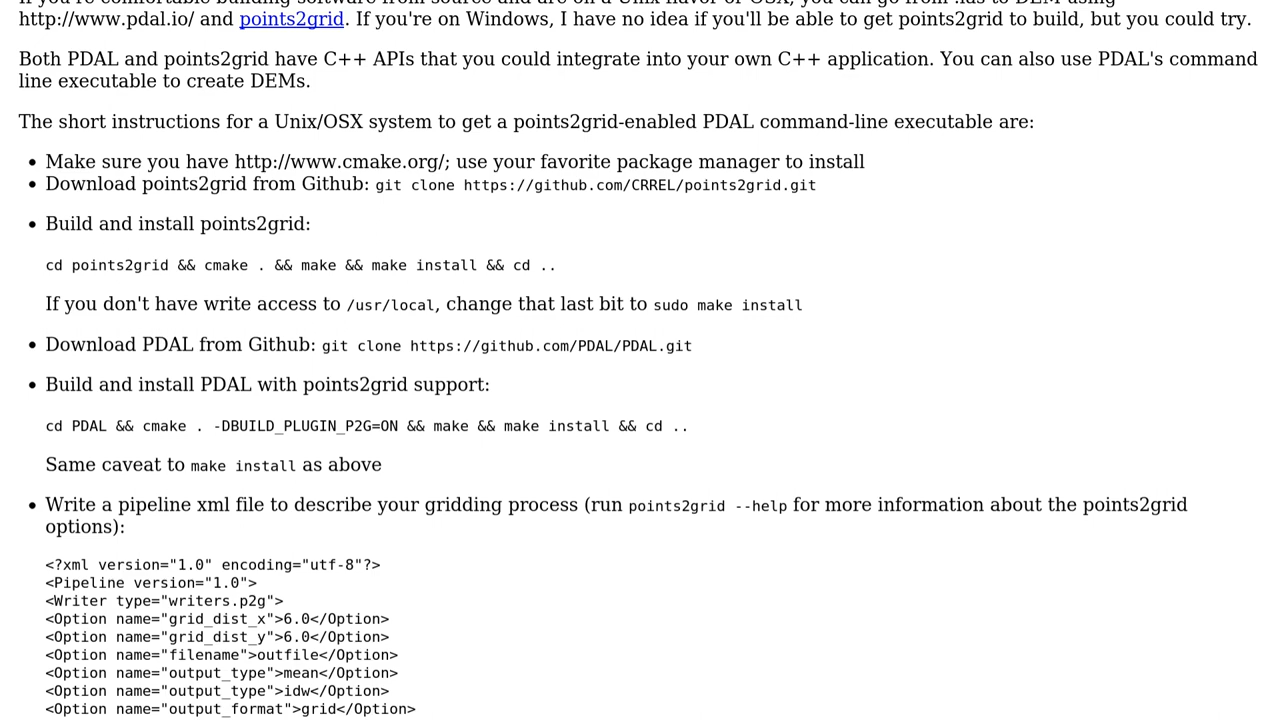 http://www.pdal.io/ and points2grid. If you're on Windows, I have no idea if you'll be able to get points2grid to build, but you could try.
Both PDAL and points2grid have C++ APIs that you could integrate into your own C++ application. You can also use PDAL's command
line executable to create DEMs.
The short instructions for a Unix/OSX system to get a points2grid-enabled PDAL command-line executable are:
• Make sure you have http://www.cmake.org/; use your favorite package manager to install
• Download points2grid from Github: git clone https://github.com/CRREL/points2grid.git
• Build and install points2grid:
cd points2grid && cmake . && make && make install && cd ..
If you don't have write access to /usr/local, change that last bit to sudo make install
• Download PDAL from Github: git clone https://github.com/PDAL/PDAL.git
• Build and install PDAL with points2grid support:
cd PDAL && cmake . -DBUILD_PLUGIN_P2G=ON && make && make install && cd ..
Same caveat to make install as above
• Write a pipeline xml file to describe your gridding process (run points2grid --help for more information about the points2grid
options):
<?xml version="1.0" encoding="utf-8"?>
<Pipeline version="1.0">
<Writer type="writers.p2g">
<Option name="grid_dist_x">6.0</Option>
<Option name="grid_dist_y">6.0</Option>
<Option name="filename">outfile</Option>
<Option name="output_type">mean</Option>
<Option name="output_type">idw</Option>
<Option name="output_format">grid</Option>